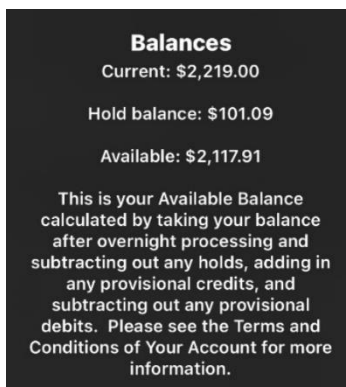 Balances
Current: $2,219.00
Hold balance: $101.09
Available: $2,117.91
This is your Available Balance
calculated by taking your balance
after overnight processing and
subtracting out any holds, adding in
any provisional credits, and
subtracting out any provisional
debits. Please see the Terms and
Conditions of Your Account for more
information.